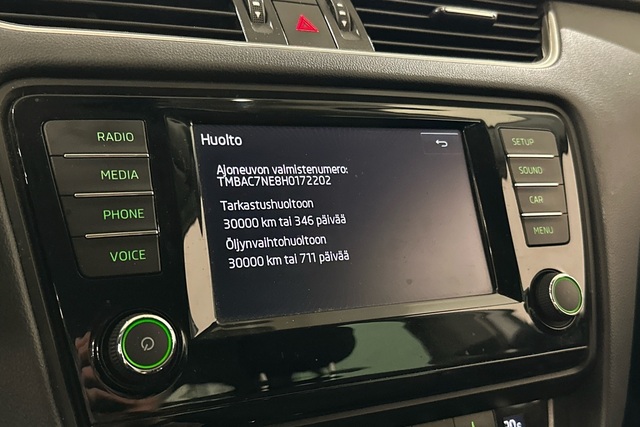 RADIO
MEDIA
PHONE
VOICE
Huolto
Ajoneuvon valmistenumero:
TMBAC7NE8H0172202
Tarkastushuoltoon
30000 km tai 346 päivää
Öljynvaihtohuoltoon
30000 km tai 711 päivää
SETUP
SOUND
CAR
MENU